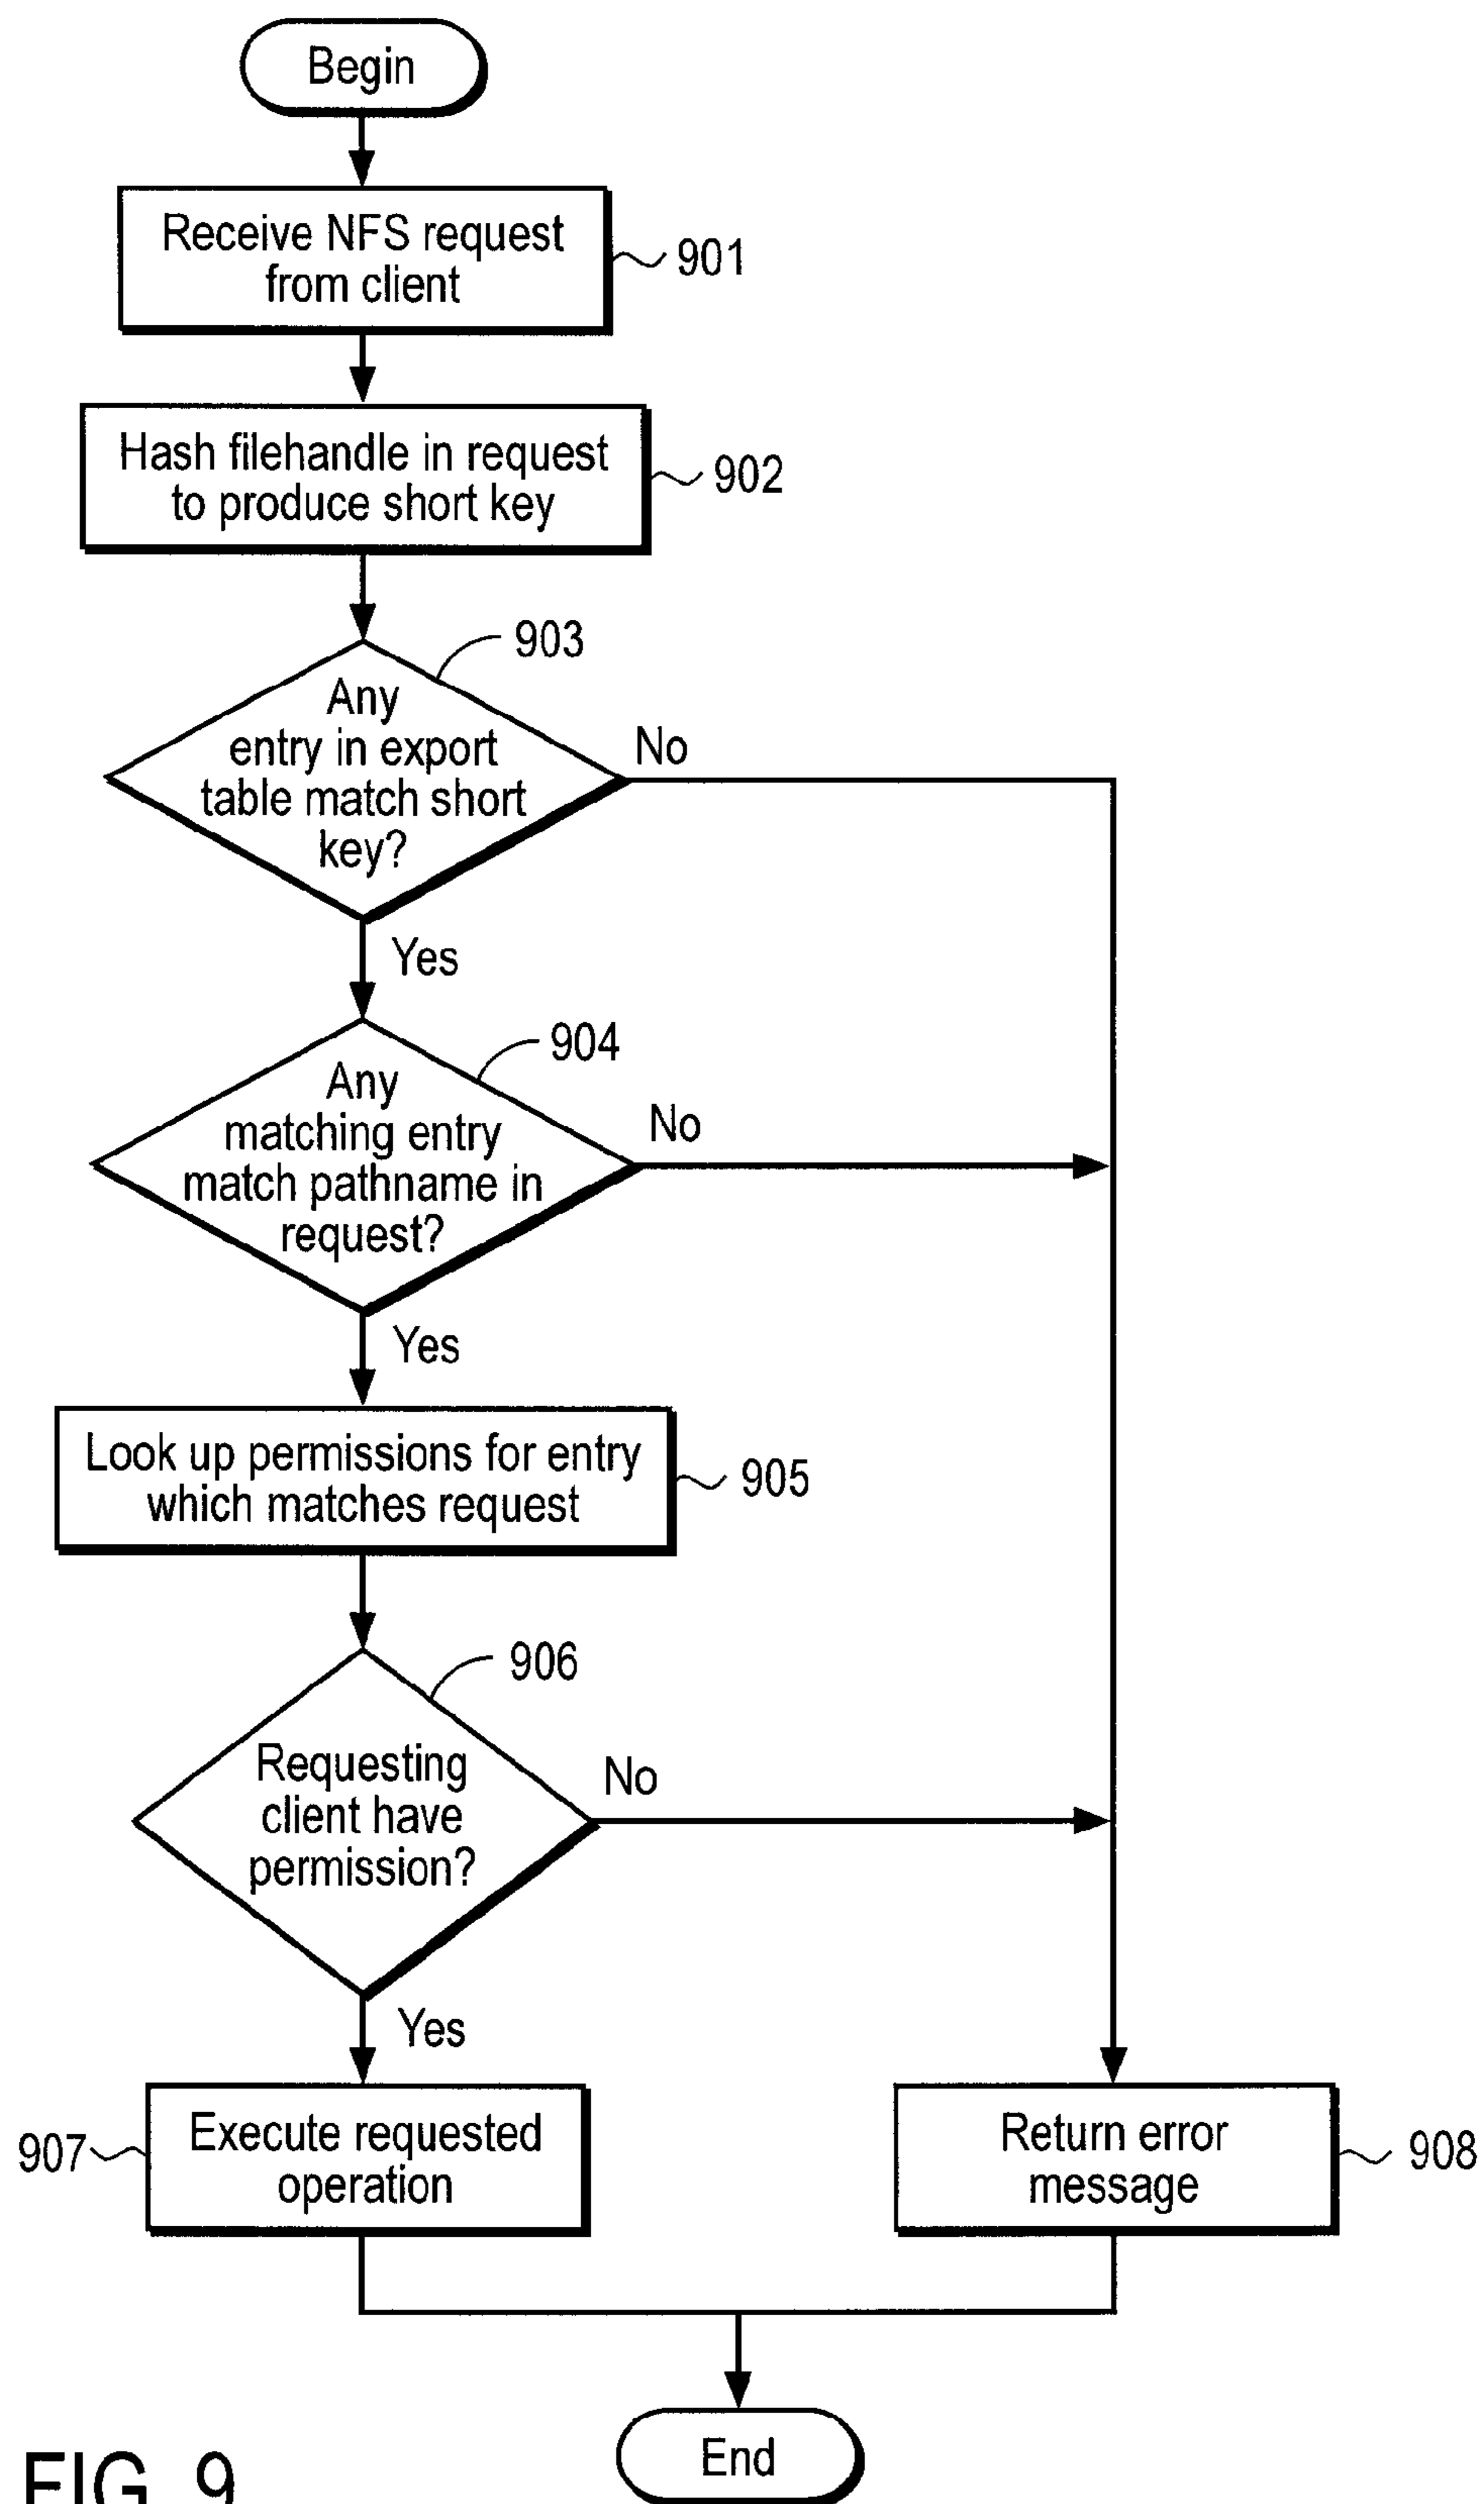 Begin
Receive NFS request
from client
901
Hash filehandle in request
to produce short key
902
903
Any
entry in export
table match short
key?
No
Yes
904
Any
matching entry
match pathname in
request?
No
Yes
Look up permissions for entry
which matches request
905
906
Requesting
client have
permission?
No
Yes
907
Execute requested
operation
Return error
message
908
End
FIG. 9